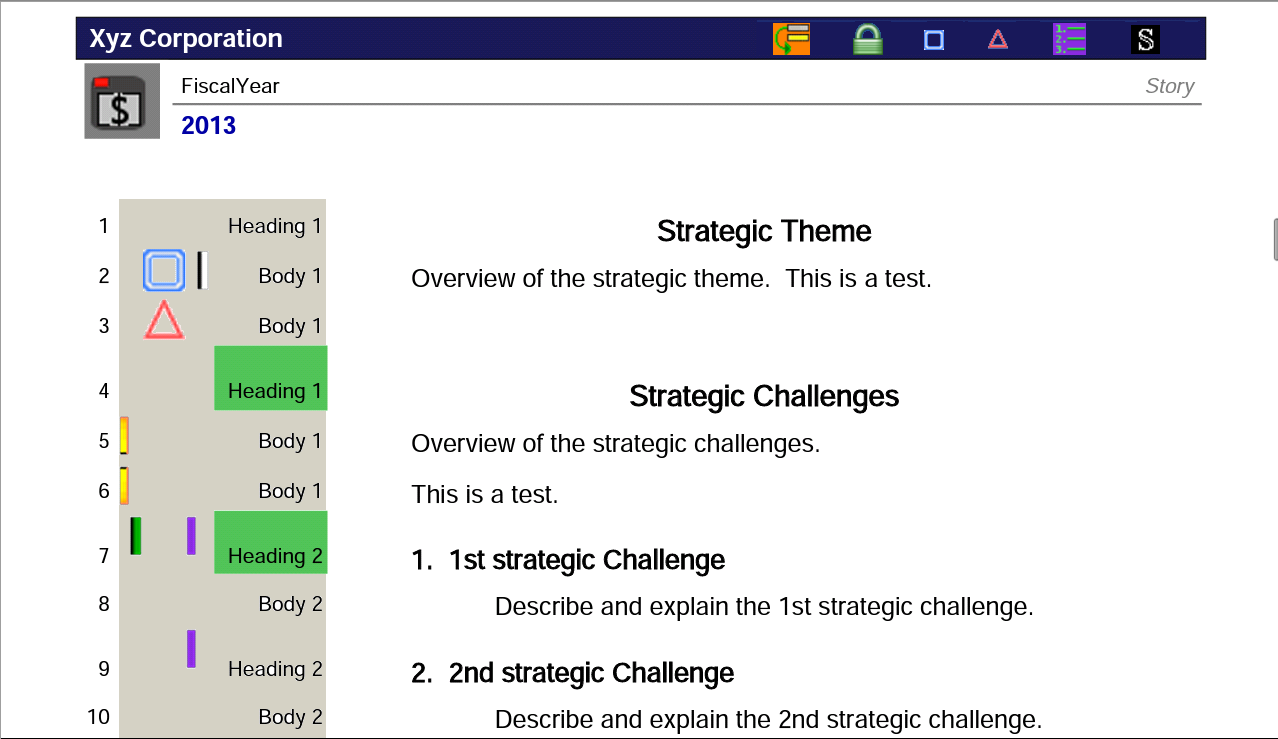 Xyz Corporation
1.
2.
3.
S
FiscalYear
Story
$
2013
1 Heading 1 Strategic Theme
2 Body 1 Overview of the strategic theme.  This is a test.
3 Body 1
4 Heading 1 Strategic Challenges
5 Body 1 Overview of the strategic challenges.
6 Body 1 This is a test.
7 Heading 2 1. 1st strategic Challenge
8 Body 2 Describe and explain the 1st strategic challenge.
9 Heading 2 2. 2nd strategic Challenge
10 Body 2 Describe and explain the 2nd strategic challenge.